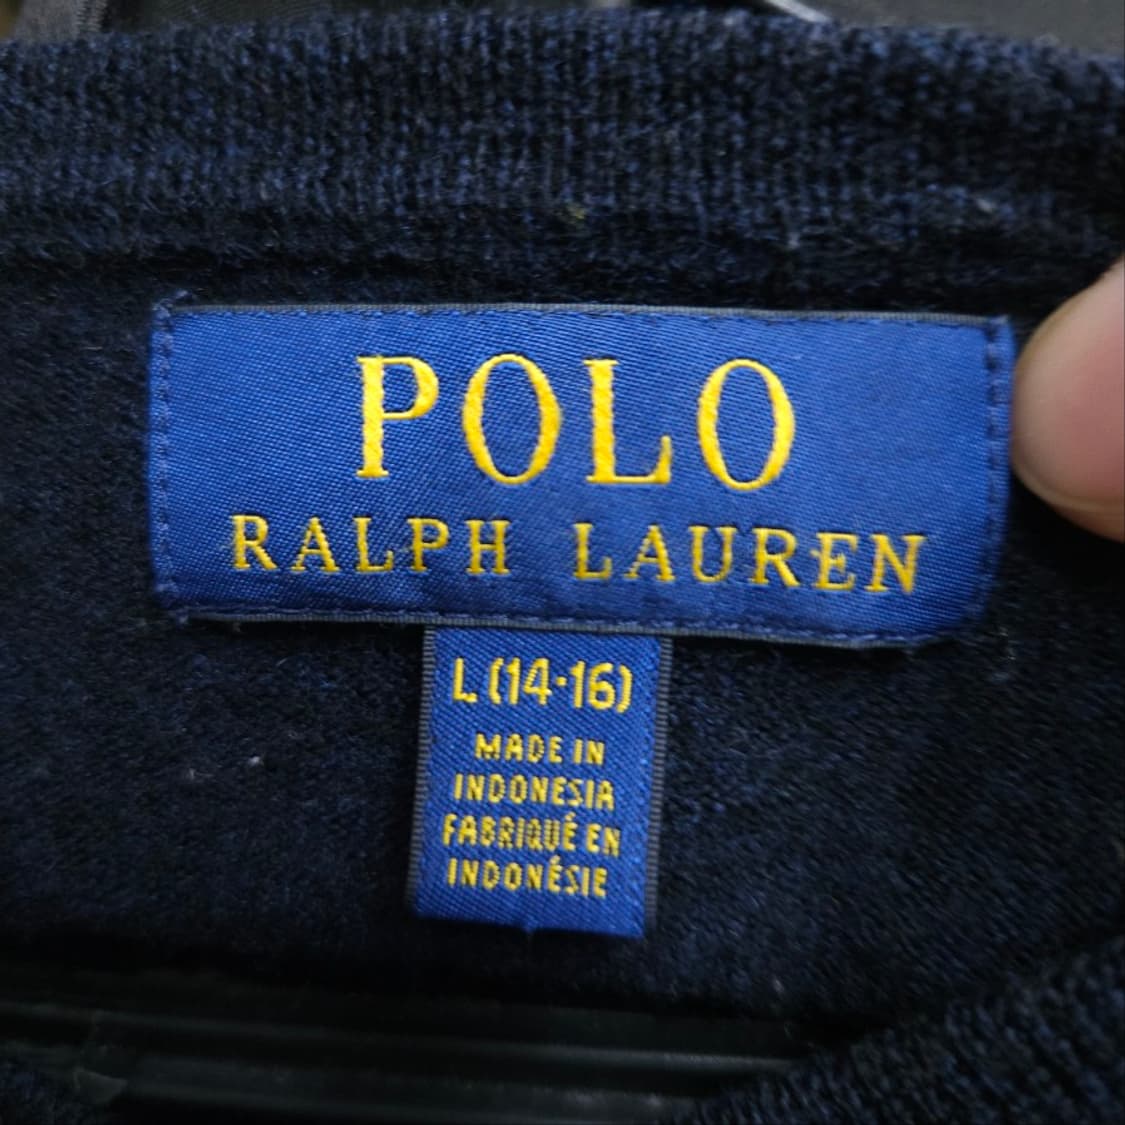 POLO
RALPH LAUREN
L (14-16)
MADE IN
INDONESIA
FABRIQUÉ EN
INDONÉSIE